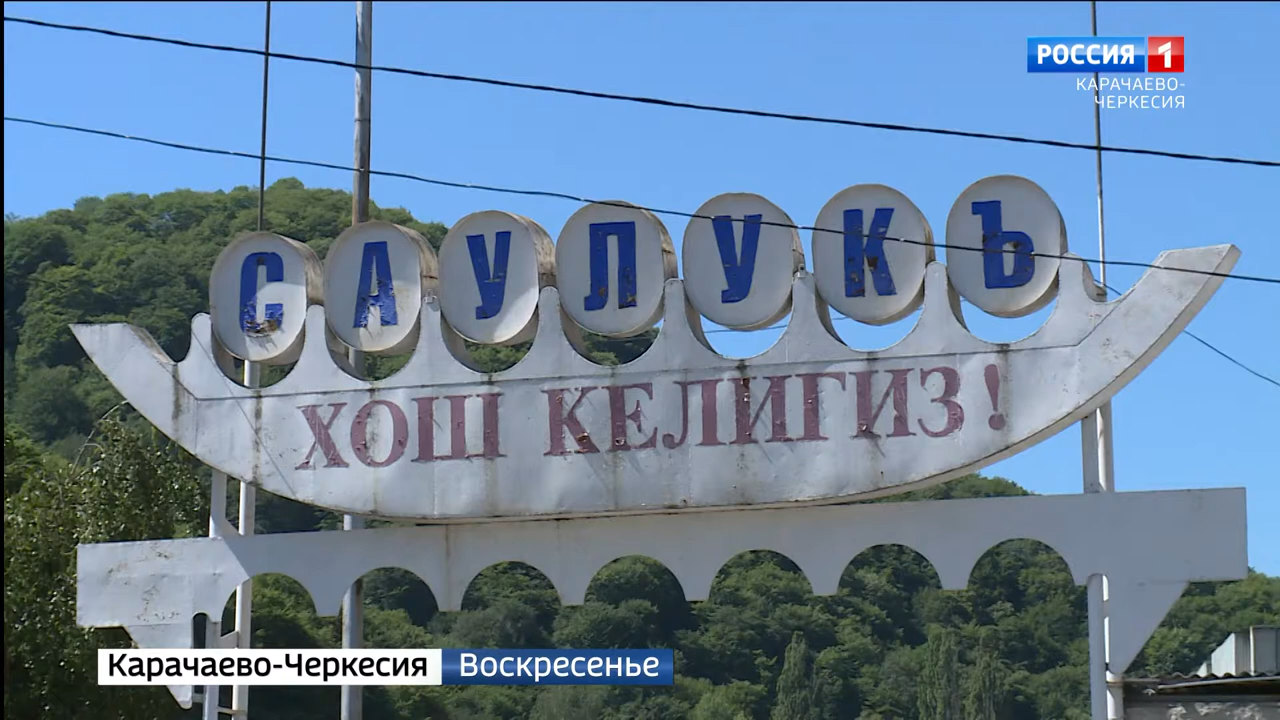 РОССИЯ 1
КАРАЧАЕВО-
ЧЕРКЕСИЯ
САУЛУКЪ
ХОШ КЕЛИГИЗ!
Карачаево-Черкесия Воскресенье